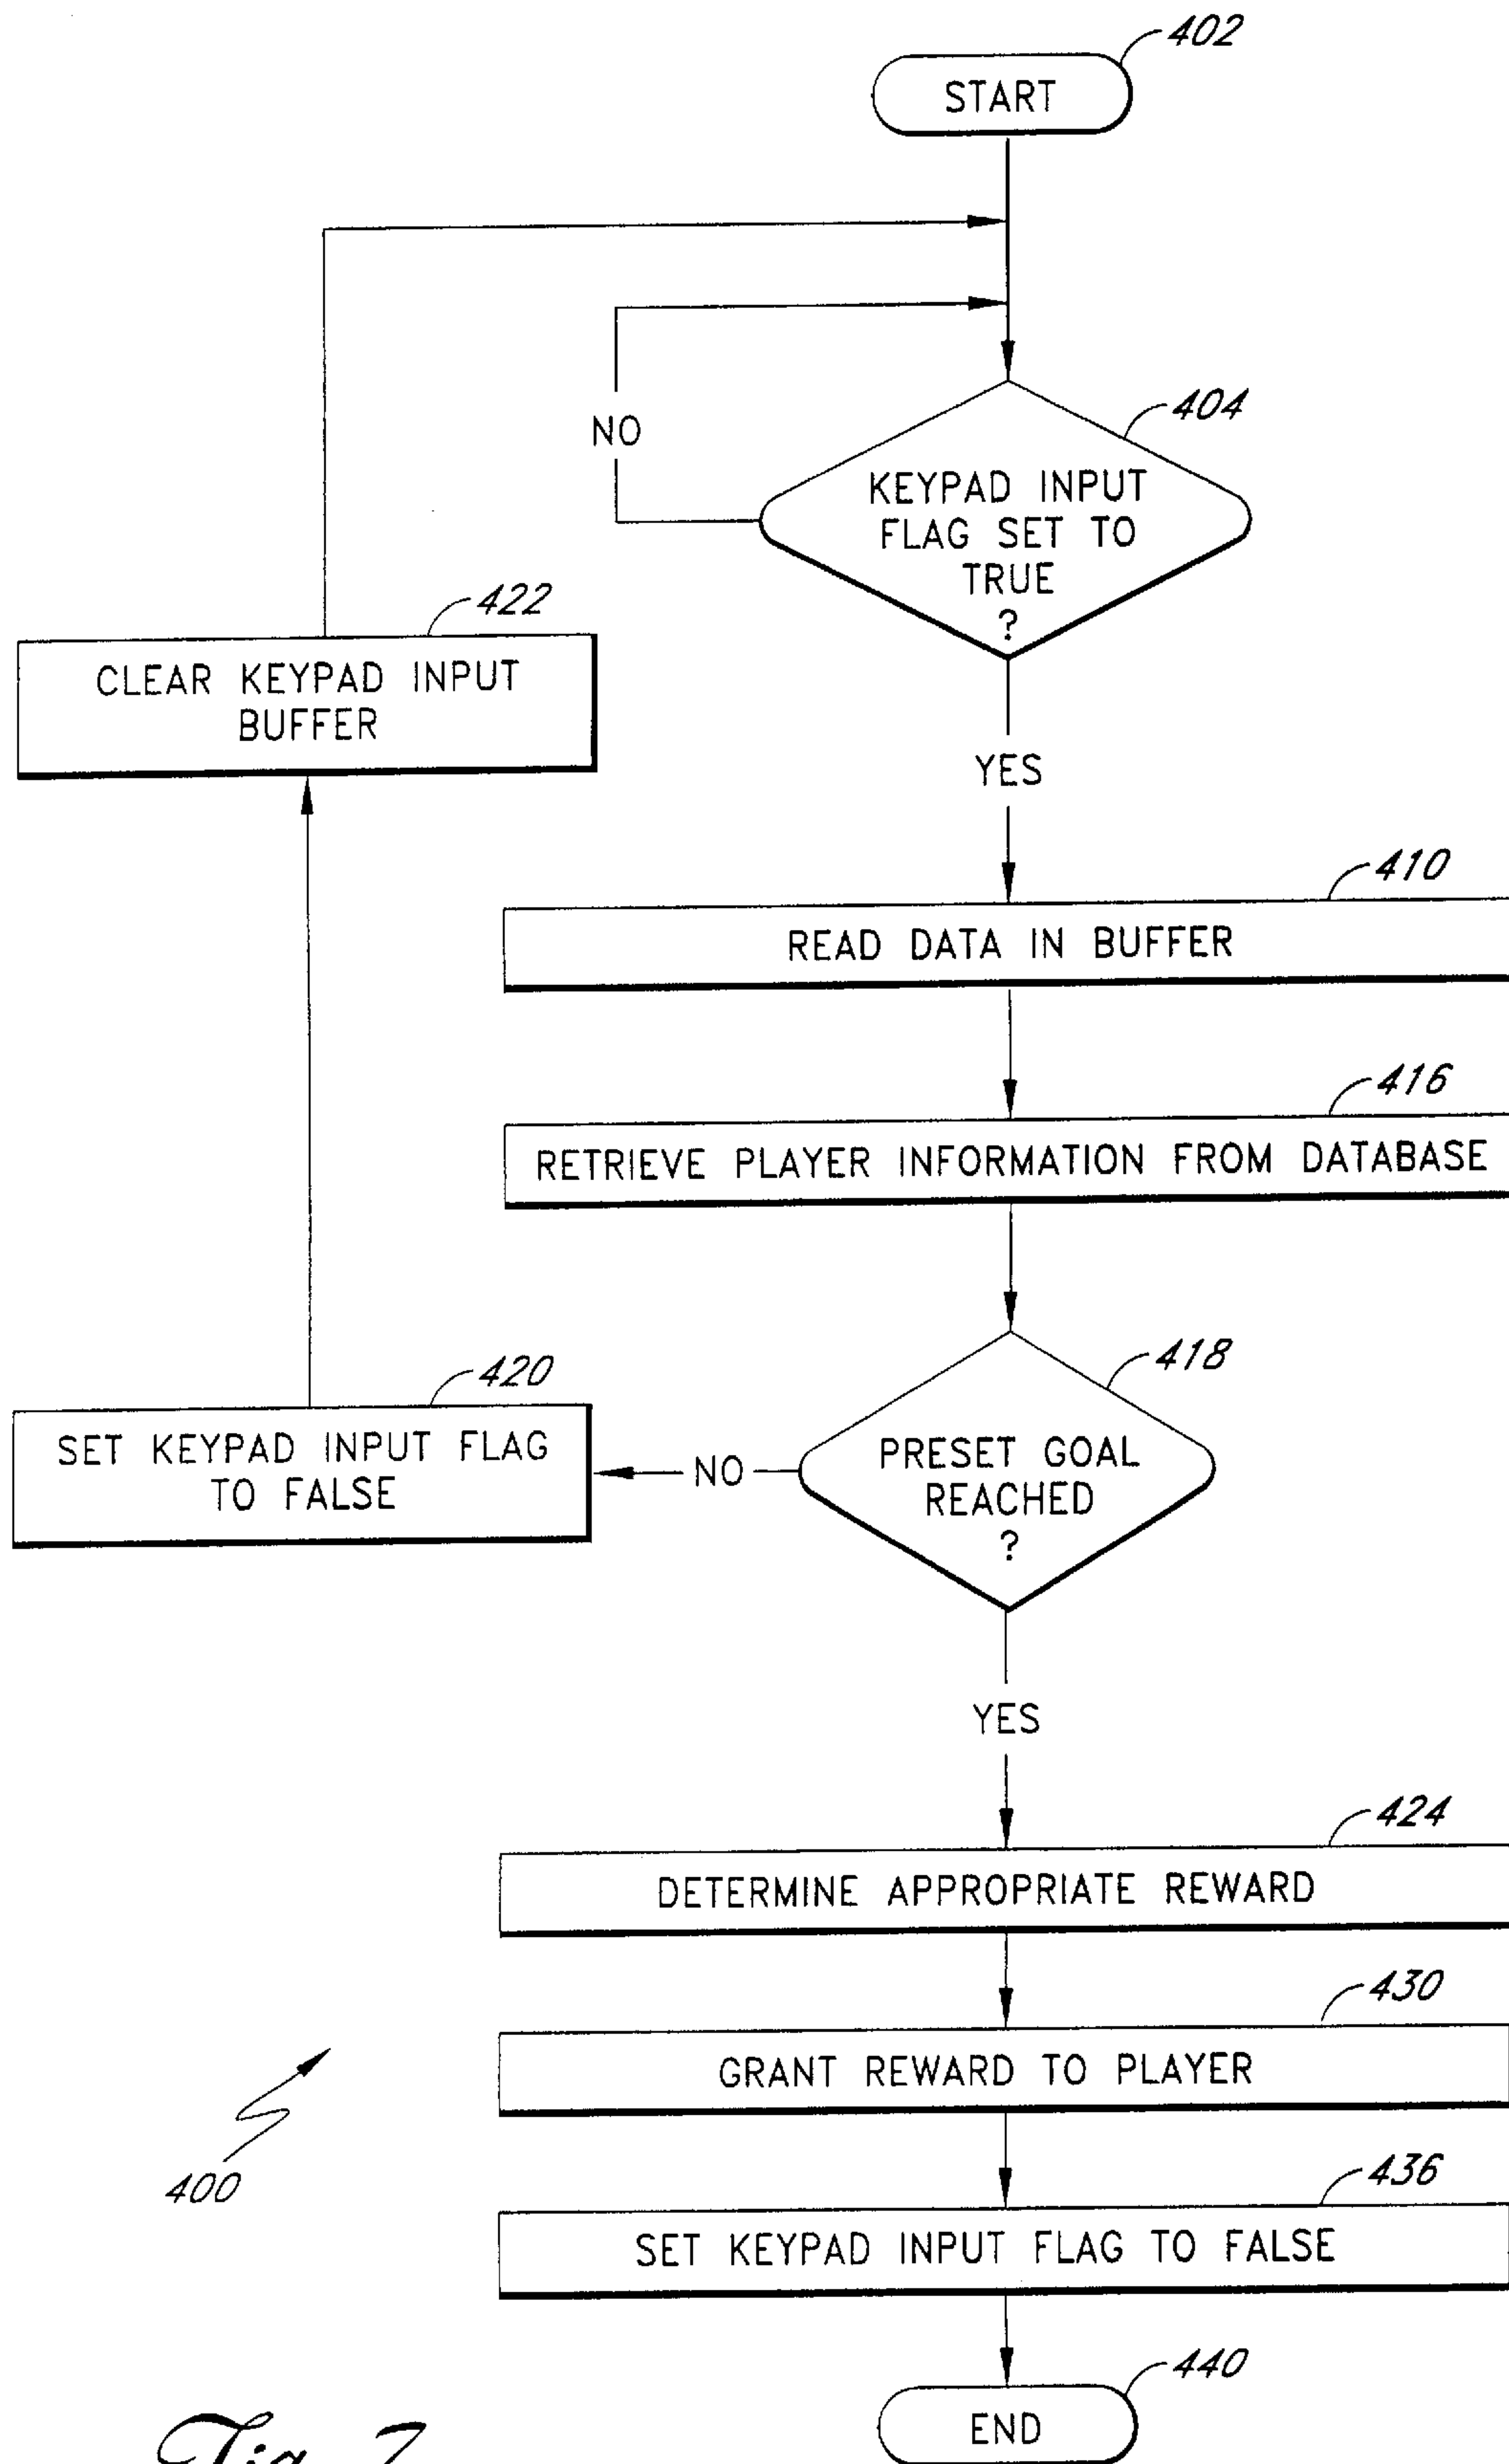 402
START
404
KEYPAD INPUT
FLAG SET TO
TRUE
?
NO
422
CLEAR KEYPAD INPUT
BUFFER
YES
410
READ DATA IN BUFFER
416
RETRIEVE PLAYER INFORMATION FROM DATABASE
418
PRESET GOAL
REACHED
?
NO
420
SET KEYPAD INPUT FLAG
TO FALSE
YES
424
DETERMINE APPROPRIATE REWARD
430
GRANT REWARD TO PLAYER
400
436
SET KEYPAD INPUT FLAG TO FALSE
440
END
Fig. 7